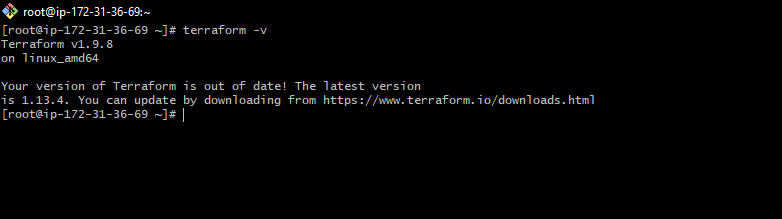 root@ip-172-31-36-69:~
[root@ip-172-31-36-69 ~]# terraform -v
Terraform v1.9.8
on linux_amd64
Your version of Terraform is out of date! The latest version
is 1.13.4. You can update by downloading from https://www.terraform.io/downloads.html
[root@ip-172-31-36-69 ~]#